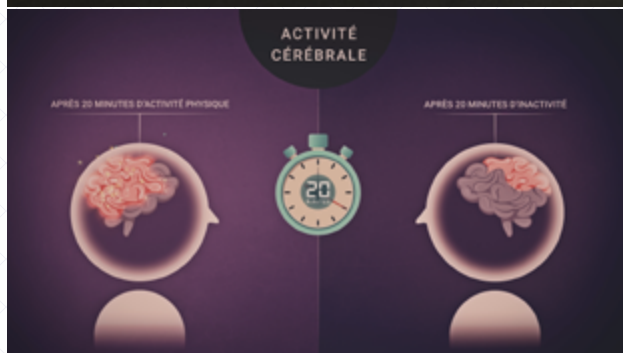 ACTIVITÉ
CÉRÉBRALE
APRÈS 20 MINUTES D'ACTIVITÉ PHYSIQUE
APRÈS 20 MINUTES D'INACTIVITÉ
20